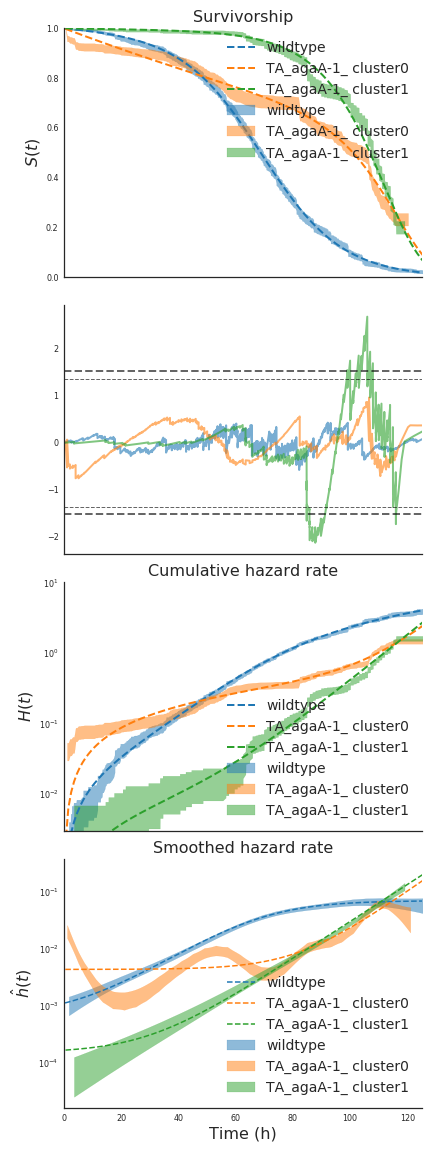 Survivorship
1.0
0.8
0.6
0.4
0.2
0.0
S(t)
wildtype
TA_agaA-1_ cluster0
TA_agaA-1_ cluster1
wildtype
TA_agaA-1_ cluster0
TA_agaA-1_ cluster1
2
1
0
−1
−2
Cumulative hazard rate
10¹
10⁰
10⁻¹
10⁻²
H(t)
wildtype
TA_agaA-1_ cluster0
TA_agaA-1_ cluster1
wildtype
TA_agaA-1_ cluster0
TA_agaA-1_ cluster1
Smoothed hazard rate
10⁻¹
10⁻²
10⁻³
10⁻⁴
ĥ(t)
wildtype
TA_agaA-1_ cluster0
TA_agaA-1_ cluster1
wildtype
TA_agaA-1_ cluster0
TA_agaA-1_ cluster1
0 20 40 60 80 100 120
Time (h)